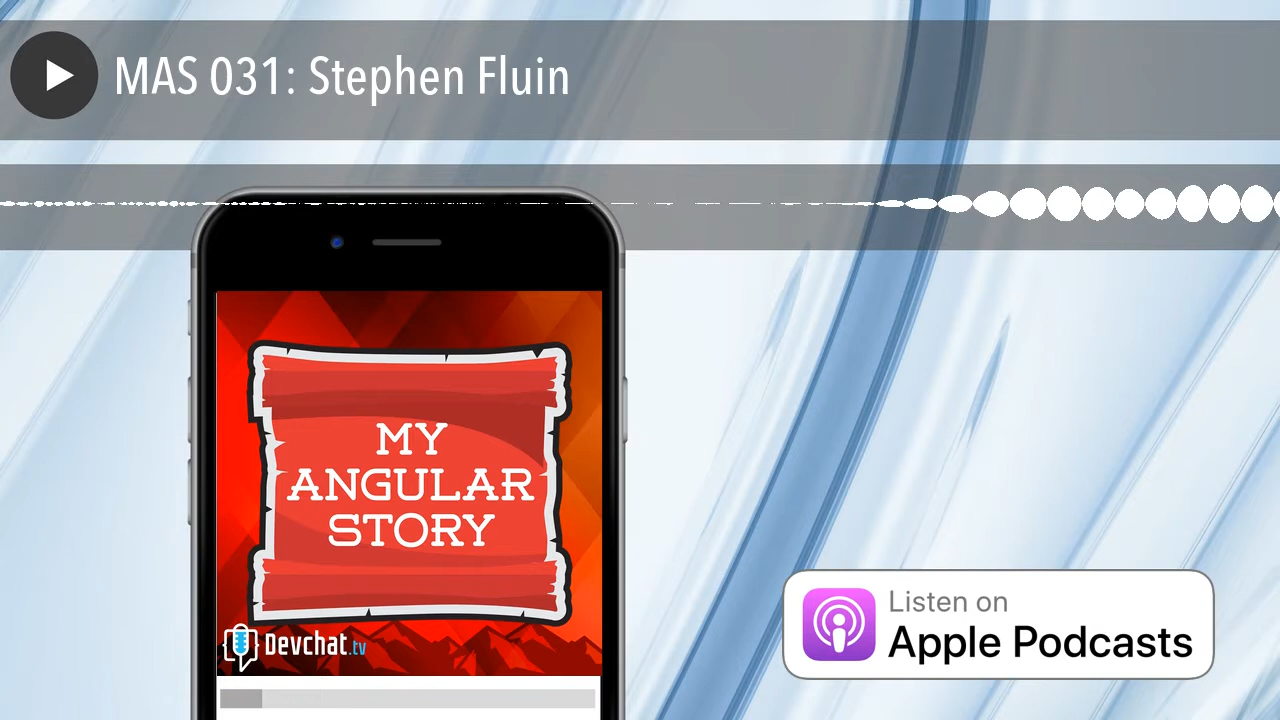 MAS 031: Stephen Fluin
MY
ANGULAR
STORY
Devchat.tv
Listen on
Apple Podcasts